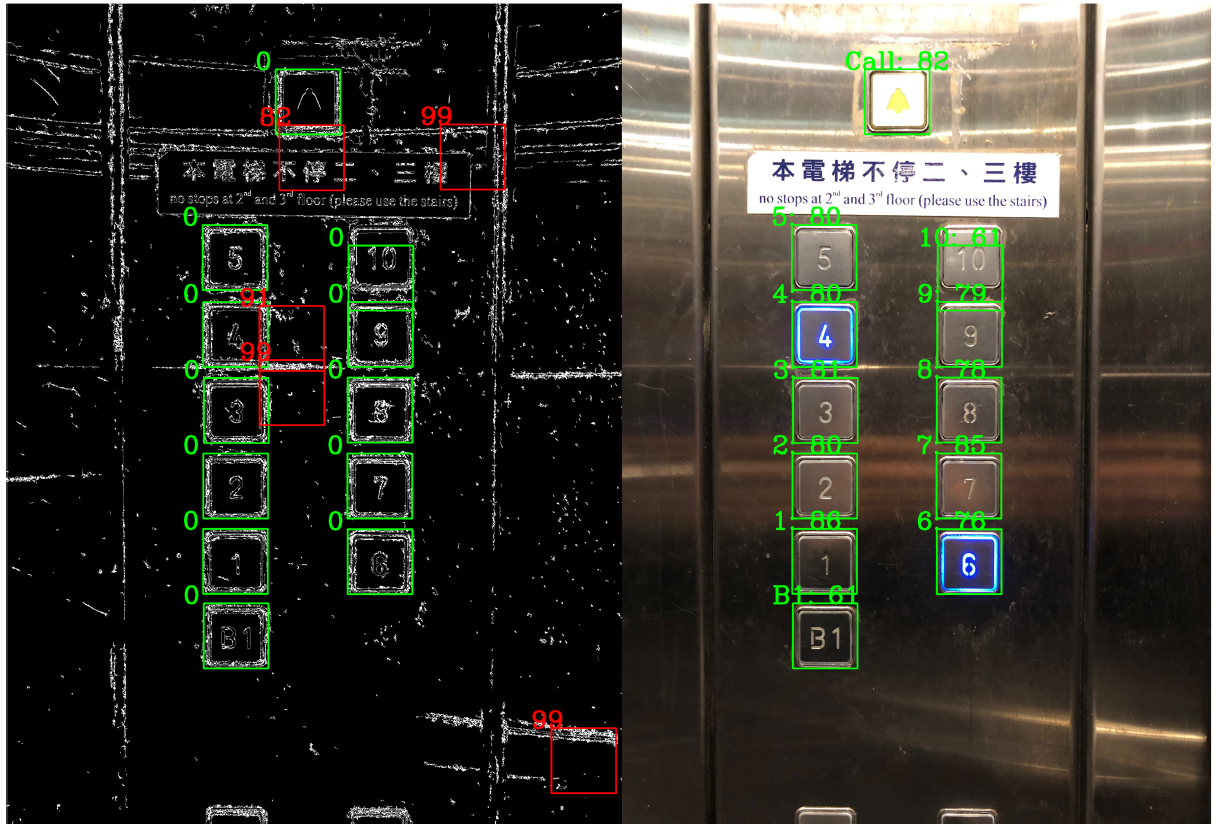 0
82 99
本電梯不停二、三樓
no stops at 2nd and 3rd floor (please use the stairs)
0 0
5 10
0 91 0
4 9
0 0
3 8
0 0
2 7
0 0
1 6
0
B1
99
Call: 82
本電梯不停二、三樓
no stops at 2nd and 3rd floor (please use the stairs)
5: 80 10: 61
5 10
4: 80 9: 79
4 9
3: 81 8: 78
3 8
2: 80 7: 85
2 7
1: 86 6: 76
1 6
B1: 61
B1